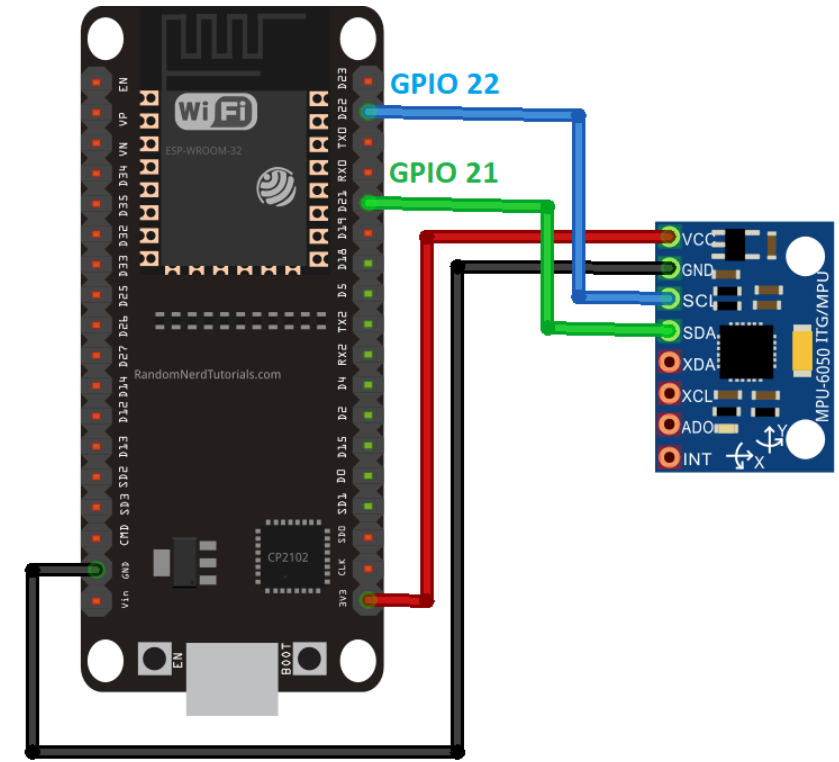 GPIO 22
GPIO 21
WiFi
ESP-WROOM-32
EN
VP
VN
D34
D35
D32
D33
D25
D26
D27
D14
D12
D13
SD2
SD3
CMD
GND
Vin
D23
D22
TX0
RX0
D21
D19
D18
D5
TX2
RX2
D4
D2
D15
D0
SD1
SD0
CLK
3V3
RandomNerdTutorials.com
CP2102
EN
BOOT
VCC
GND
SCL
SDA
XDA
XCL
ADO
INT
MPU-6050 ITG/MPU
Y
X